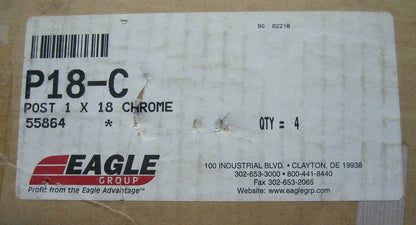 BG 02210
P18-C
POST 1 X 18 CHROME
55864 * QTY = 4
EAGLE
GROUP®
Profit from the Eagle Advantage™
100 INDUSTRIAL BLVD. • CLAYTON, DE 19938
302-653-3000 • 800-441-8440
Fax 302-653-2065
Website: www.eaglegrp.com